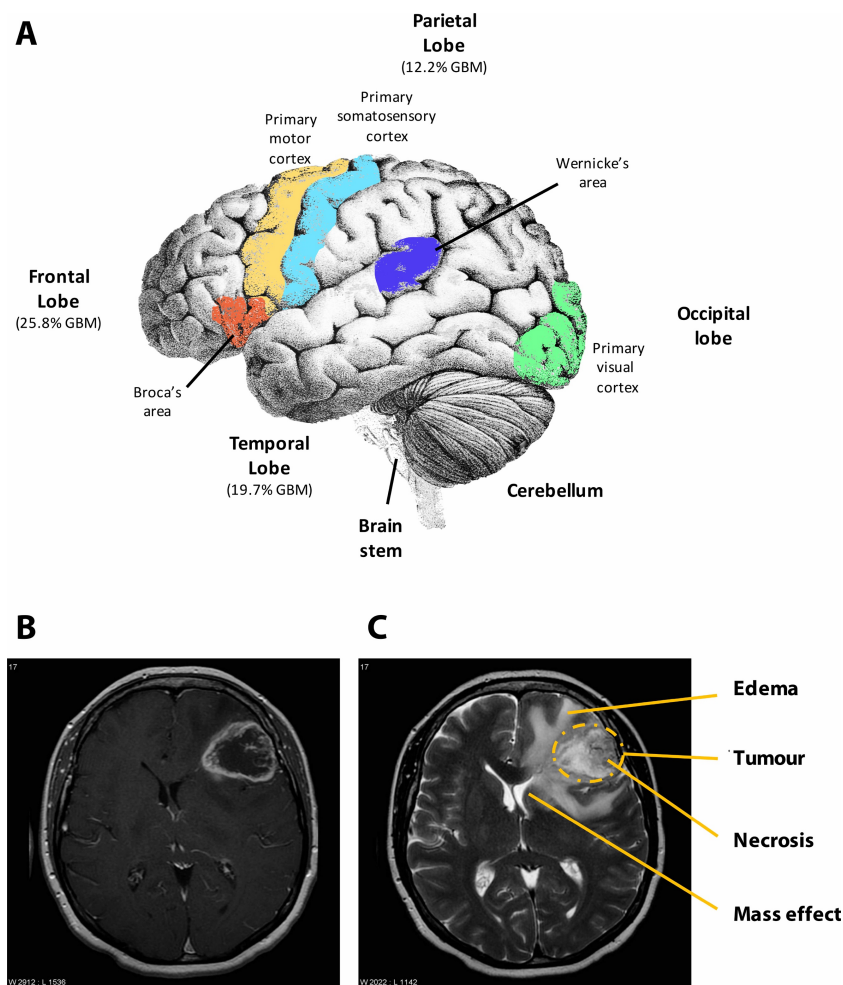 A
Parietal
Lobe
(12.2% GBM)
Primary
somatosensory
cortex
Primary
motor
cortex
Wernicke's
area
Frontal
Lobe
(25.8% GBM)
Occipital
lobe
Primary
visual
cortex
Broca's
area
Temporal
Lobe
(19.7% GBM)
Cerebellum
Brain
stem
B
C
17
17
Edema
Tumour
Necrosis
Mass effect
W 2912 : L 1536
W 2022 : L 1142